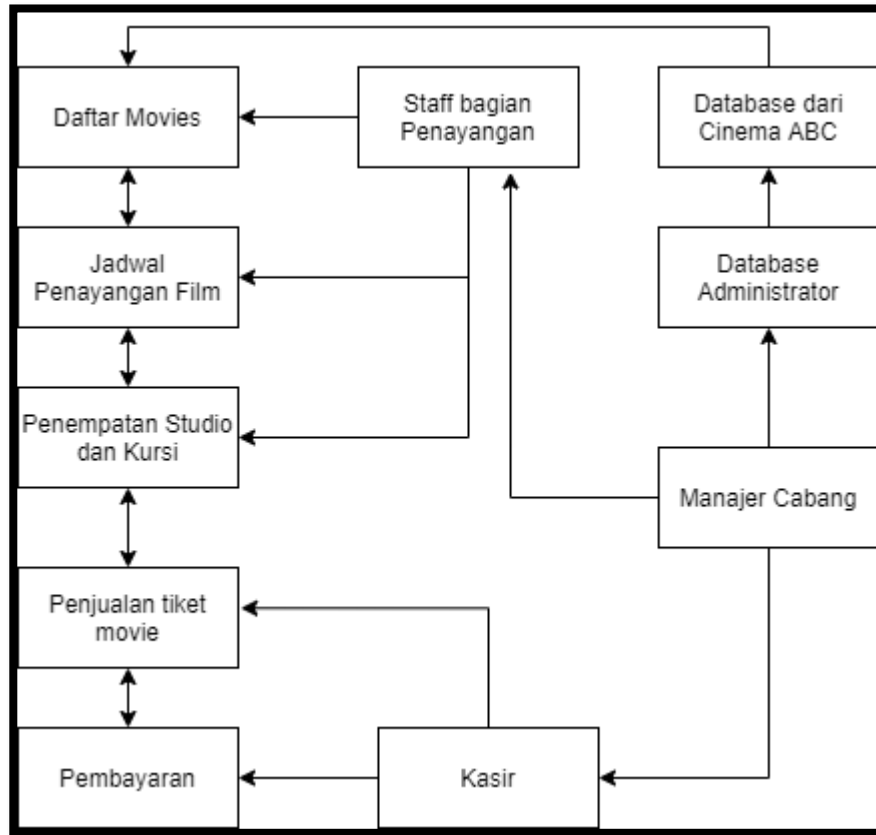 Daftar Movies
Staff bagian
Penayangan
Database dari
Cinema ABC
Jadwal
Penayangan Film
Database
Administrator
Penempatan Studio
dan Kursi
Manajer Cabang
Penjualan tiket
movie
Pembayaran
Kasir